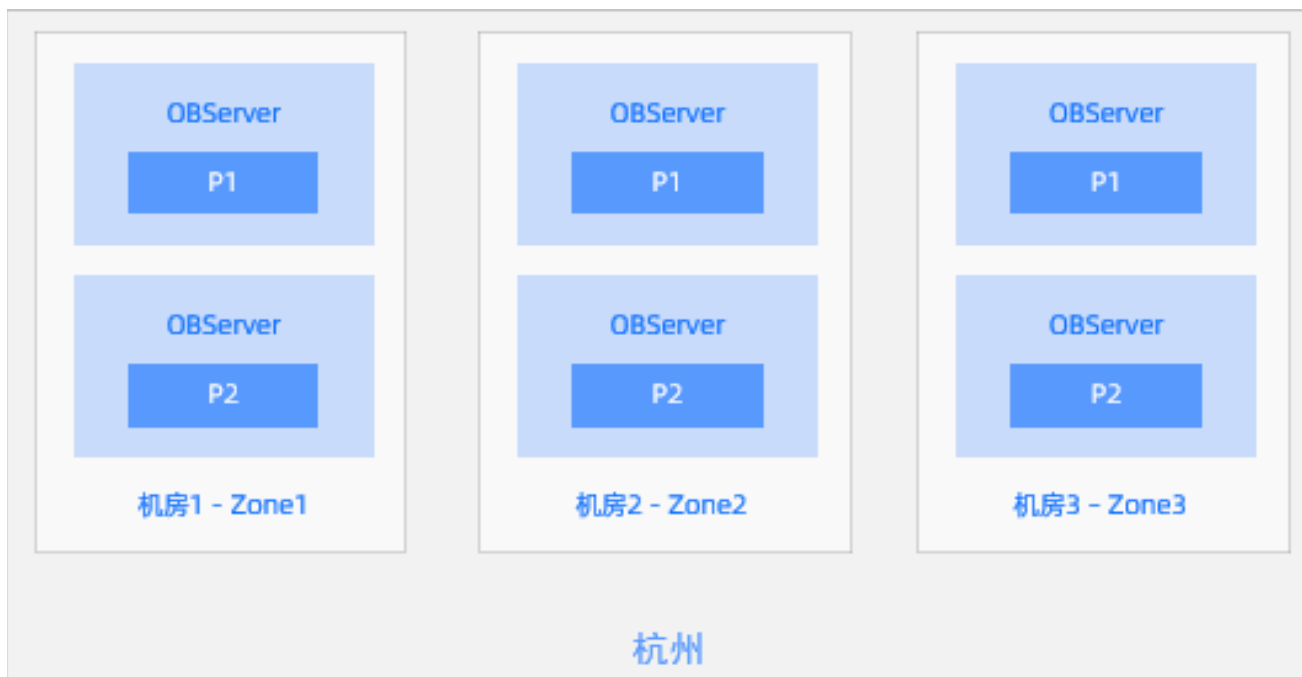 OBServer
P1
OBServer
P2
机房1 - Zone1
OBServer
P1
OBServer
P2
机房2 - Zone2
OBServer
P1
OBServer
P2
机房3 - Zone3
杭州